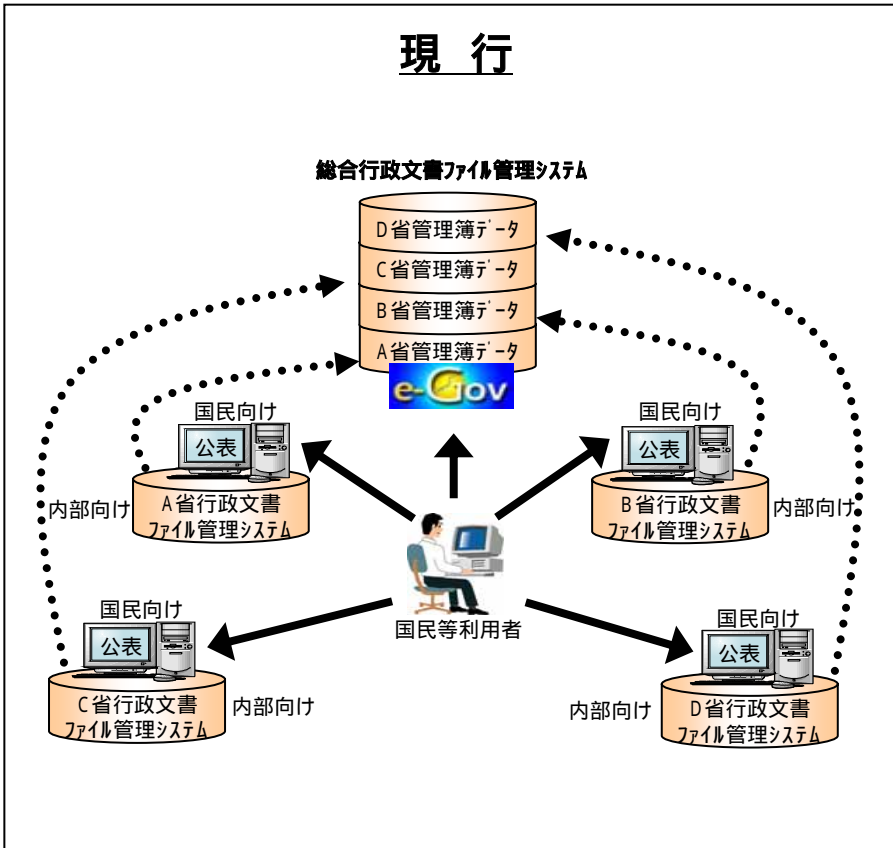 現 行
総合行政文書ﾌｧｲﾙ管理ｼｽﾃﾑ
D省管理簿ﾃﾞｰﾀ
C省管理簿ﾃﾞｰﾀ
B省管理簿ﾃﾞｰﾀ
A省管理簿ﾃﾞｰﾀ
e-Gov
国民向け
公表
内部向け
A省行政文書
ﾌｧｲﾙ管理ｼｽﾃﾑ
国民向け
公表
B省行政文書
ﾌｧｲﾙ管理ｼｽﾃﾑ
内部向け
国民等利用者
国民向け
公表
C省行政文書
ﾌｧｲﾙ管理ｼｽﾃﾑ
内部向け
国民向け
公表
内部向け
D省行政文書
ﾌｧｲﾙ管理ｼｽﾃﾑ